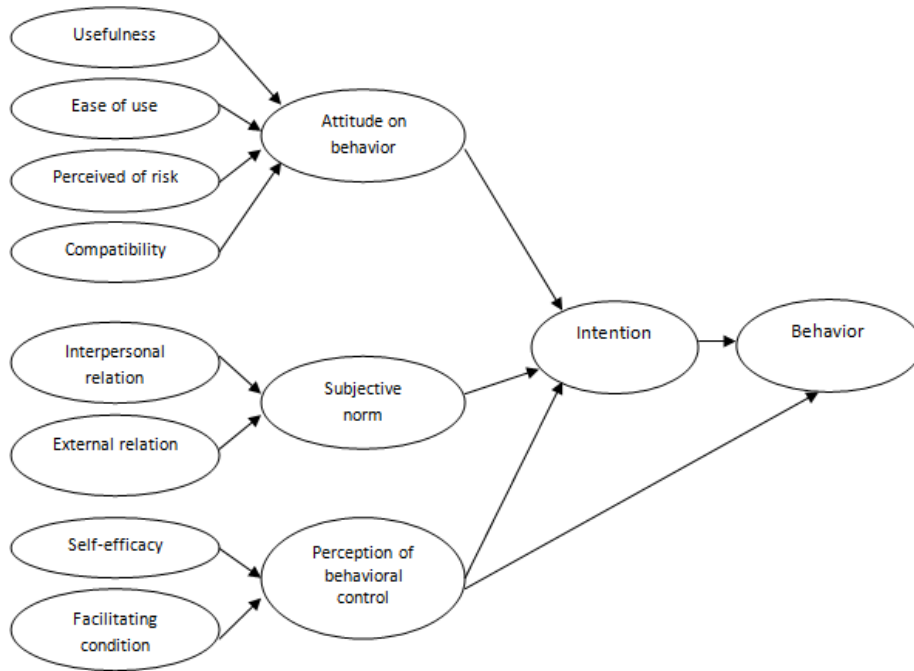 Usefulness
Ease of use
Perceived of risk
Compatibility
Attitude on
behavior
Interpersonal
relation
External relation
Subjective
norm
Self-efficacy
Facilitating
condition
Perception of
behavioral
control
Intention
Behavior